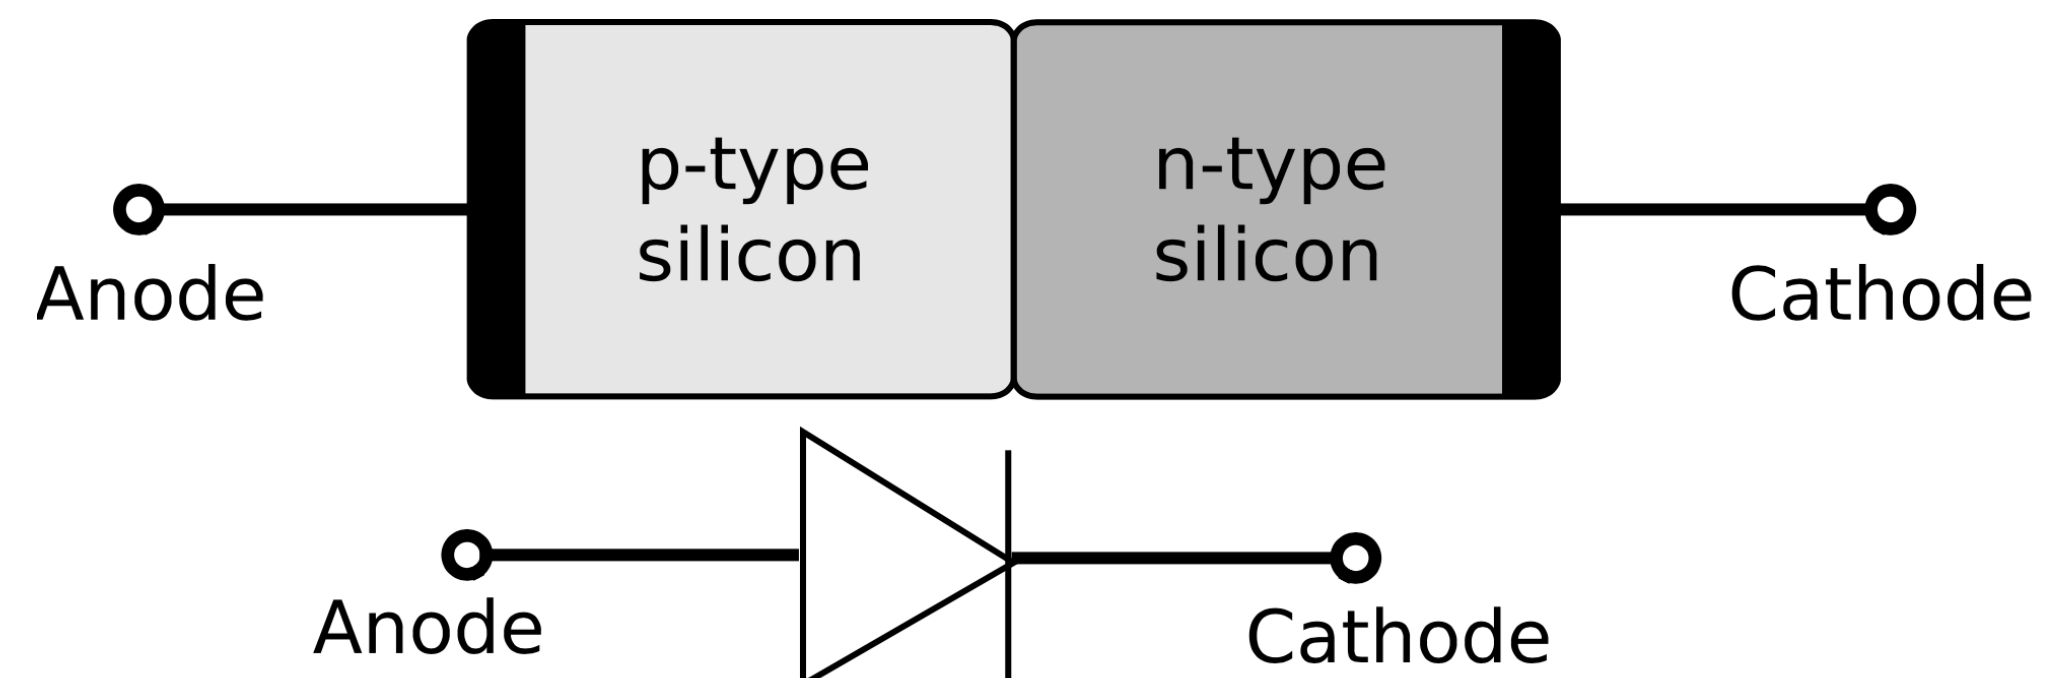 p-type
silicon
n-type
silicon
Anode
Cathode
Anode
Cathode